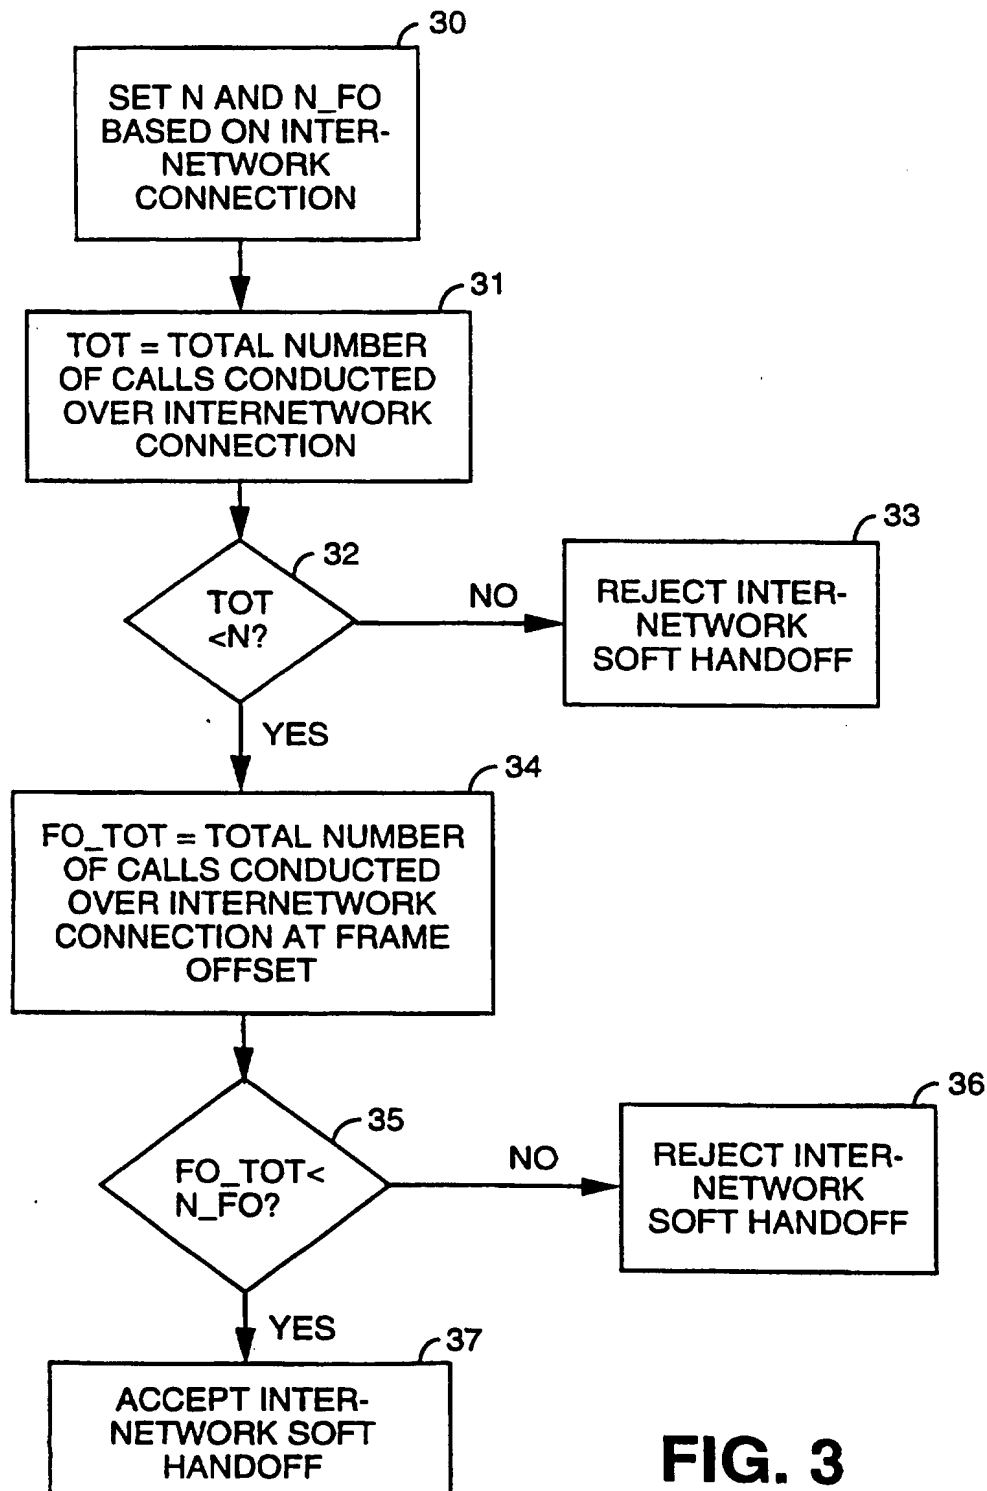 30
SET N AND N_FO
BASED ON INTER-
NETWORK
CONNECTION
31
TOT = TOTAL NUMBER
OF CALLS CONDUCTED
OVER INTERNETWORK
CONNECTION
32
TOT
<N?
NO
33
REJECT INTER-
NETWORK
SOFT HANDOFF
YES
34
FO_TOT = TOTAL NUMBER
OF CALLS CONDUCTED
OVER INTERNETWORK
CONNECTION AT FRAME
OFFSET
35
FO_TOT<
N_FO?
NO
36
REJECT INTER-
NETWORK
SOFT HANDOFF
YES
37
ACCEPT INTER-
NETWORK SOFT
HANDOFF
FIG. 3